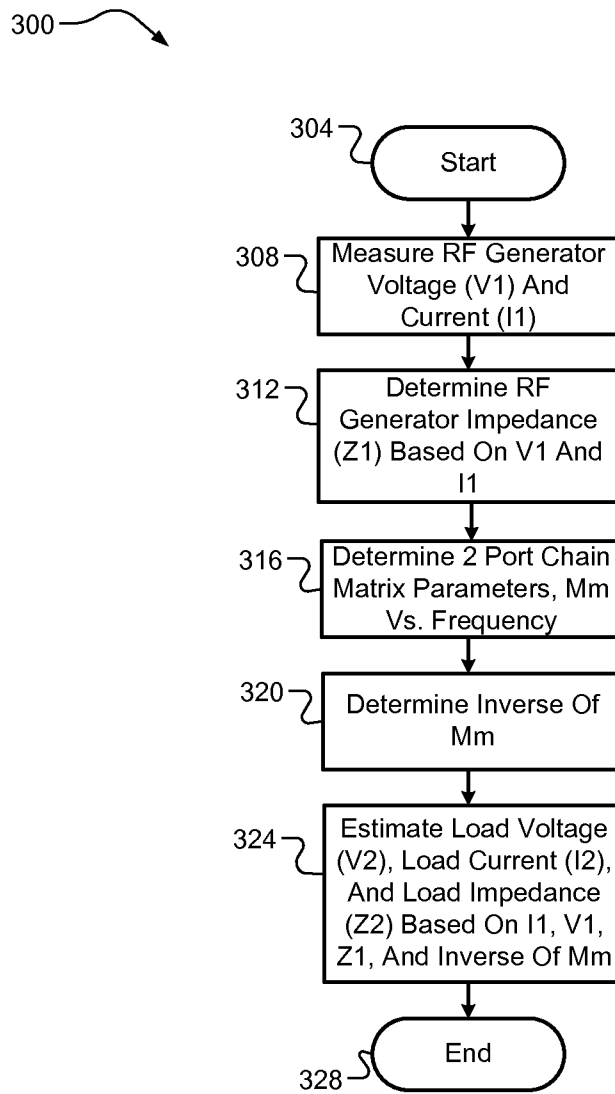 300
304
Start
308
Measure RF Generator
Voltage (V1) And
Current (I1)
312
Determine RF
Generator Impedance
(Z1) Based On V1 And
I1
316
Determine 2 Port Chain
Matrix Parameters, Mm
Vs. Frequency
320
Determine Inverse Of
Mm
324
Estimate Load Voltage
(V2), Load Current (I2),
And Load Impedance
(Z2) Based On I1, V1,
Z1, And Inverse Of Mm
End
328